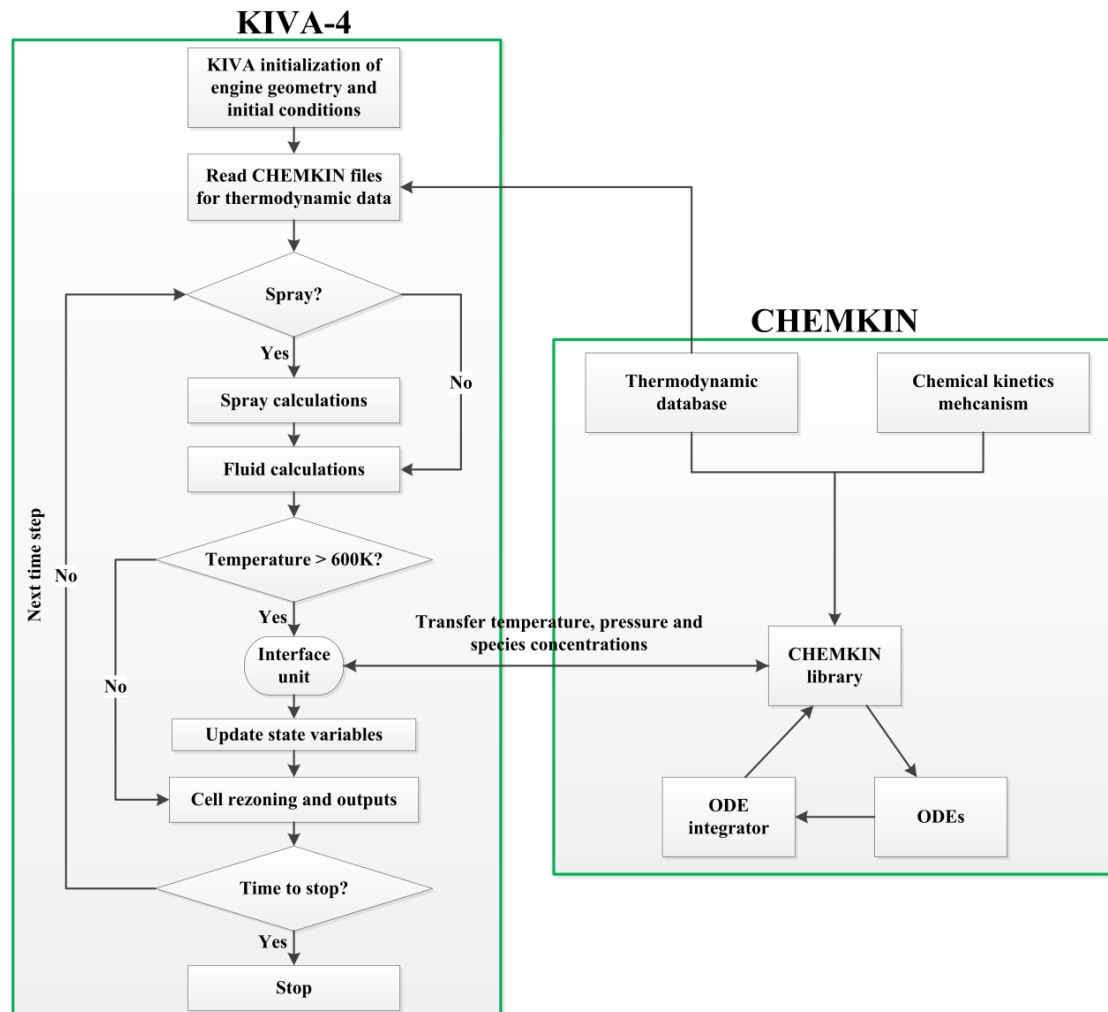 KIVA-4
KIVA initialization of
engine geometry and
initial conditions
Read CHEMKIN files
for thermodynamic data
Spray?
Yes
No
Spray calculations
Fluid calculations
Temperature > 600K?
Yes
No
Interface
unit
Update state variables
Cell rezoning and outputs
Time to stop?
Yes
Stop
No
Next time step
Transfer temperature, pressure and
species concentrations
CHEMKIN
Thermodynamic
database
Chemical kinetics
mehcanism
CHEMKIN
library
ODE
integrator
ODEs